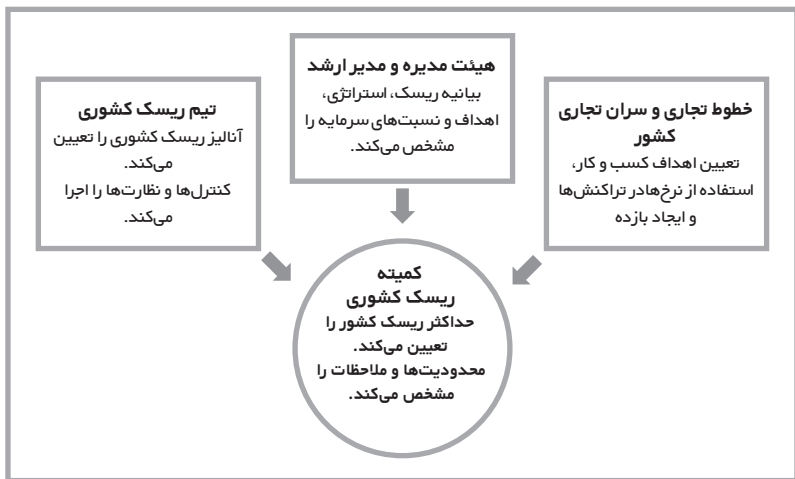 هیئت مدیره و مدیر ارشد
بیانیه ریسک، استراتژی،
اهداف و نسبت‌های سرمایه را
مشخص می‌کند.
خطوط تجاری و سران تجاری
کشور
تعیین اهداف کسب و کار،
استفاده از نرخ‌هادر تراکنش‌ها
و ایجاد بازده
تیم ریسک کشوری
آنالیز ریسک کشوری را تعیین
می‌کند.
کنترل‌ها و نظارت‌ها را اجرا
می‌کند.
کمیته
ریسک کشوری
حداکثر ریسک کشور را
تعیین می‌کند.
محدودیت‌ها و ملاحظات را
مشخص می‌کند.